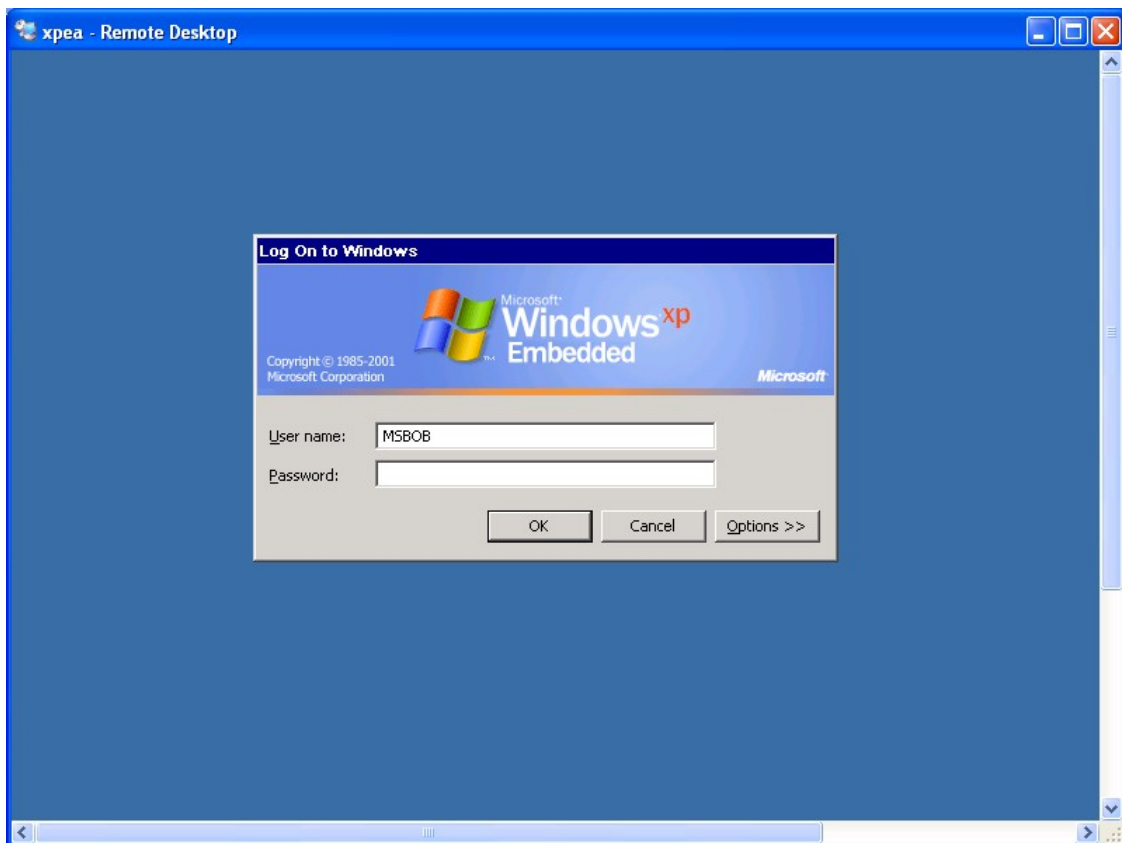 xpea - Remote Desktop
Log On to Windows
Microsoft®
Windows xp
Embedded
™
Copyright © 1985-2001
Microsoft Corporation
Microsoft®
User name:
MSBOB
Password:
OK
Cancel
Options >>